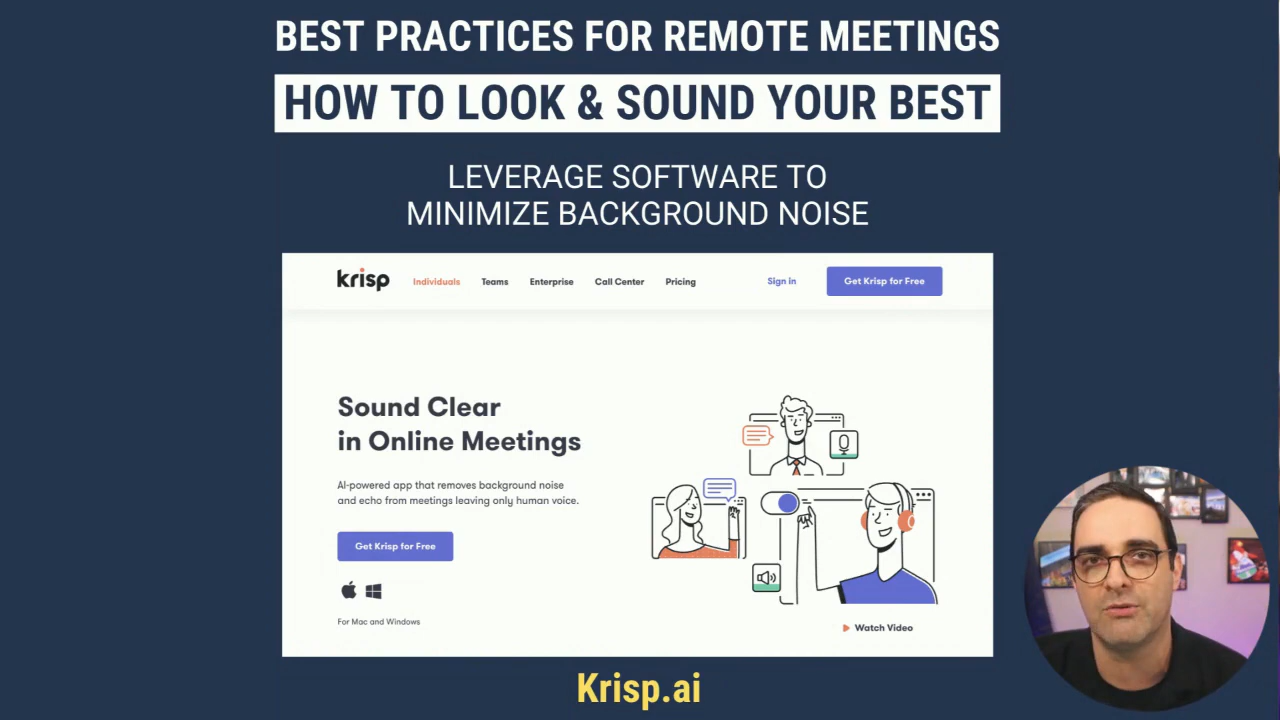 BEST PRACTICES FOR REMOTE MEETINGS
HOW TO LOOK & SOUND YOUR BEST
LEVERAGE SOFTWARE TO
MINIMIZE BACKGROUND NOISE
krisp Individuals Teams Enterprise Call Center Pricing Sign in Get Krisp for Free
Sound Clear
in Online Meetings
AI-powered app that removes background noise
and echo from meetings leaving only human voice.
Get Krisp for Free
For Mac and Windows
Watch Video
Krisp.ai